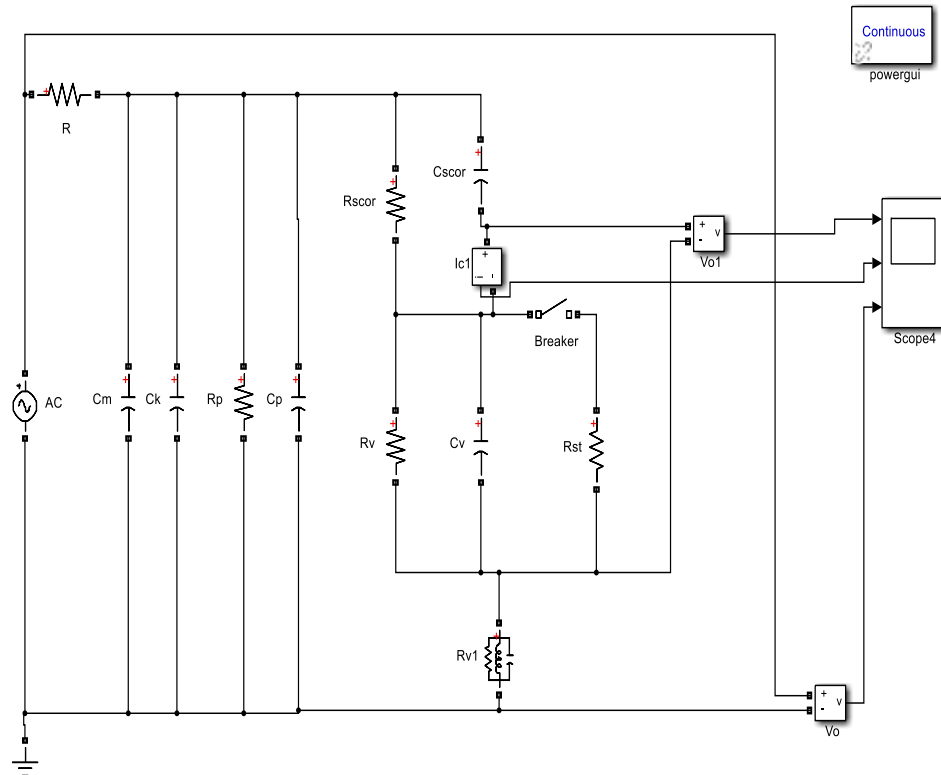 Continuous
powergui
R
Cscor
Rscor
+
v
-
Ic1
+
Vo1
Breaker
Scope4
AC
Cm
Ck
Rp
Cp
Rv
Cv
Rst
Rv1
+
v
-
Vo